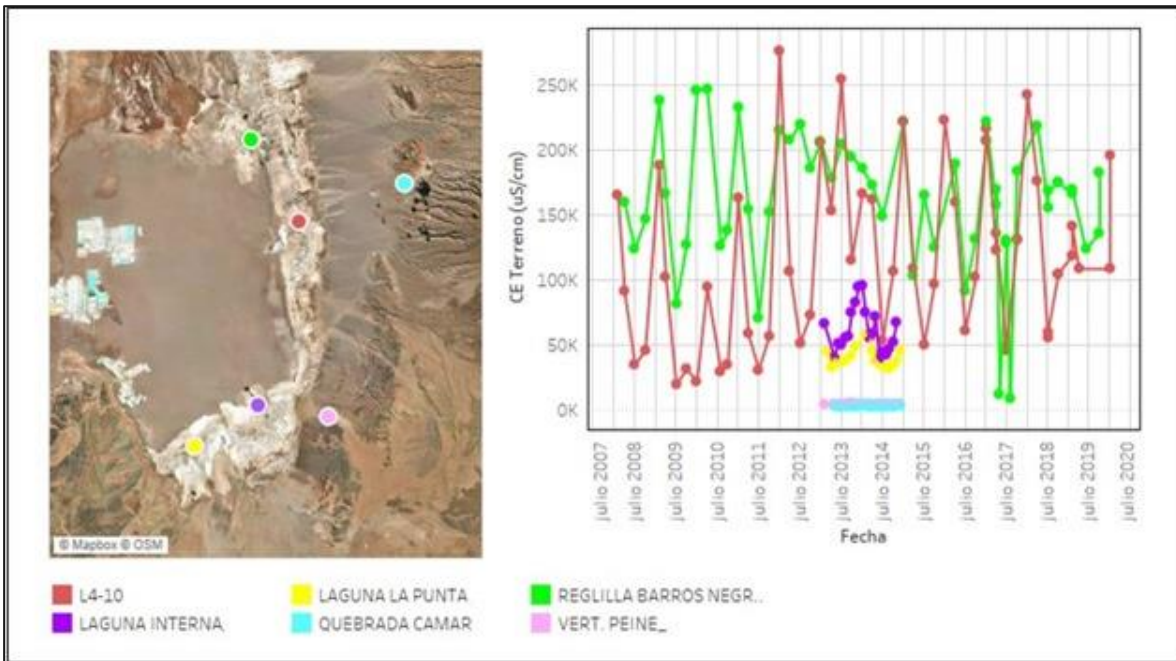 © Mapbox © OSM
CE Terreno (uS/cm)
250K
200K
150K
100K
50K
0K
julio 2007
julio 2008
julio 2009
julio 2010
julio 2011
julio 2012
julio 2013
julio 2014
julio 2015
julio 2016
julio 2017
julio 2018
julio 2019
julio 2020
Fecha
L4-10
LAGUNA LA PUNTA
REGLILLA BARROS NEGR..
LAGUNA INTERNA
QUEBRADA CAMAR
VERT. PEINE_